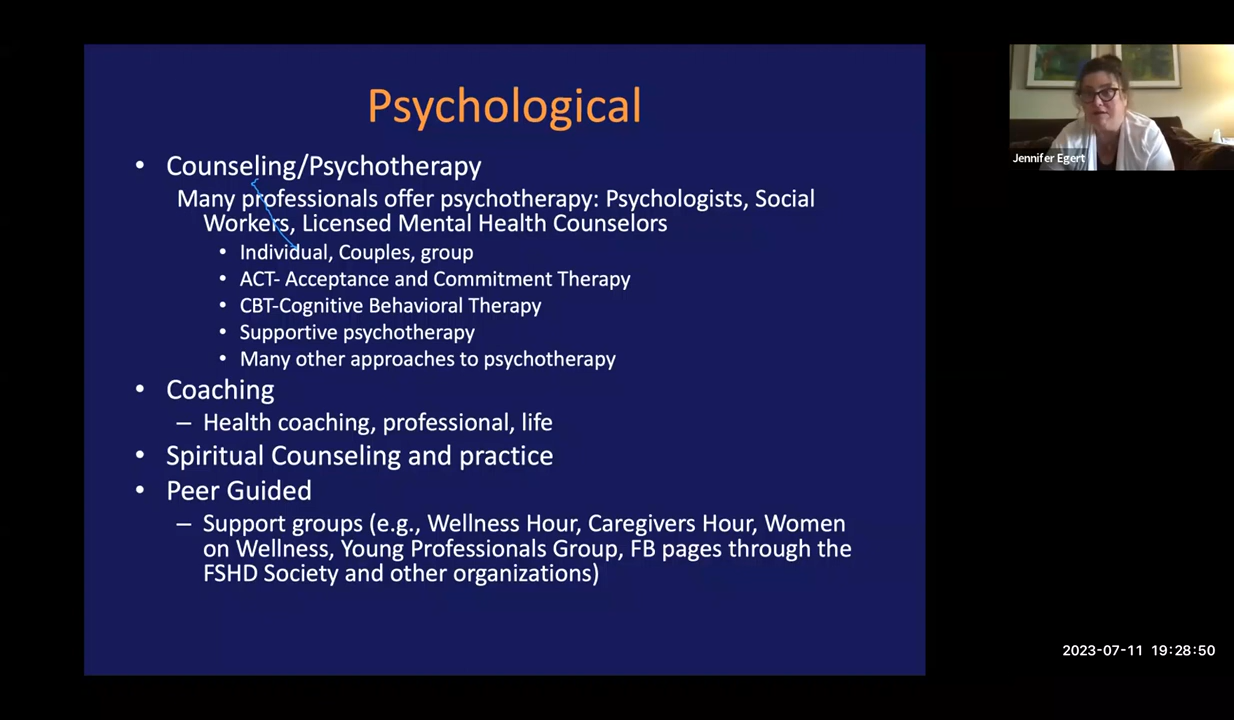 Psychological
• Counseling/Psychotherapy
Many professionals offer psychotherapy: Psychologists, Social
Workers, Licensed Mental Health Counselors
• Individual, Couples, group
• ACT- Acceptance and Commitment Therapy
• CBT-Cognitive Behavioral Therapy
• Supportive psychotherapy
• Many other approaches to psychotherapy
• Coaching
– Health coaching, professional, life
• Spiritual Counseling and practice
• Peer Guided
– Support groups (e.g., Wellness Hour, Caregivers Hour, Women
on Wellness, Young Professionals Group, FB pages through the
FSHD Society and other organizations)
Jennifer Egert
2023-07-11 19:28:50